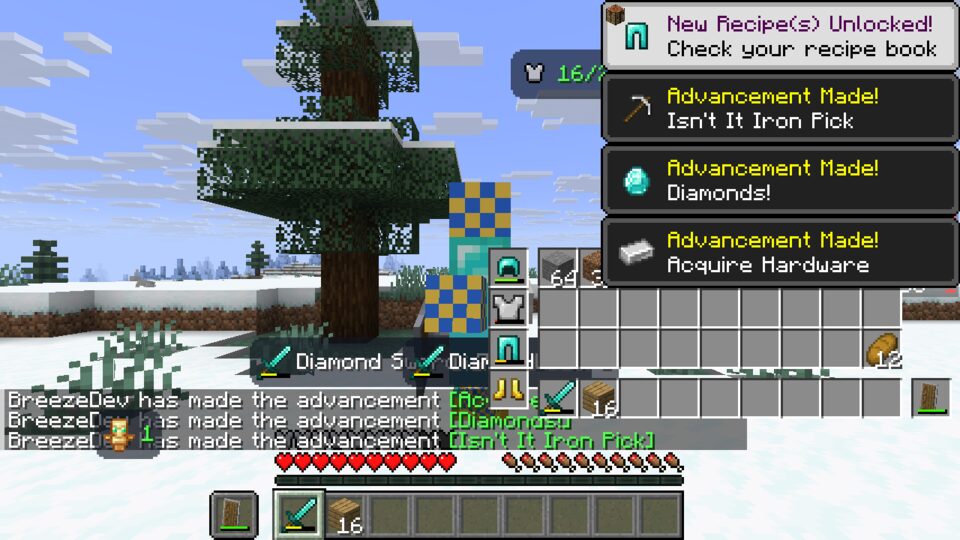 New Recipe(s) Unlocked!
Check your recipe book
16/
Advancement Made!
Isn't It Iron Pick
Advancement Made!
Diamonds!
Advancement Made!
Acquire Hardware
64
12
Diamond
16
BreezeDev has made the advancement
BreezeDev has made the advancement [Diamonds!]
1
BreezeDev has made the advancement [Isn't It Iron Pick]
16